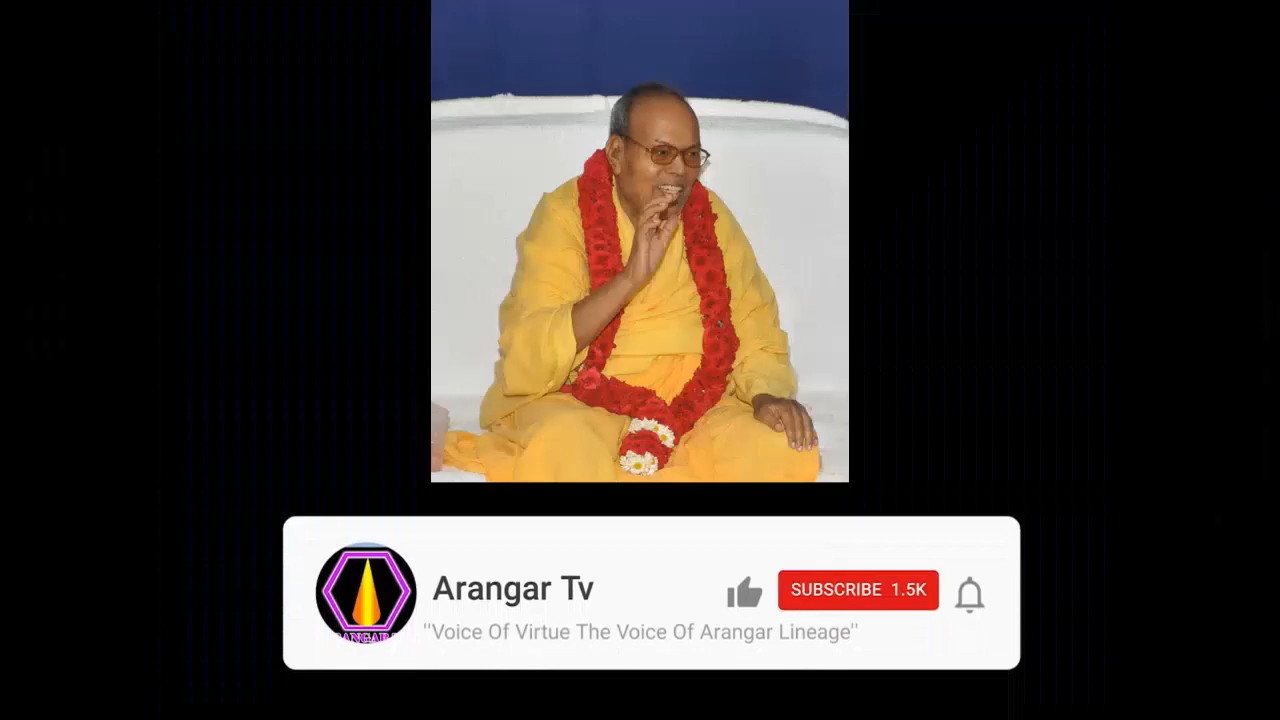 Arangar Tv
SUBSCRIBE 1.5K
"Voice Of Virtue The Voice Of Arangar Lineage"